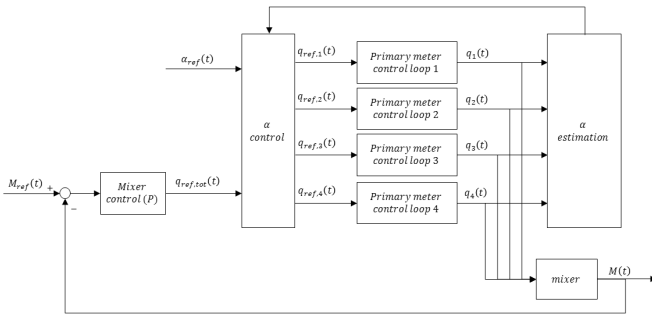 α_ref(t)
M_ref(t)
+
−
Mixer
control (P)
q_ref,tot(t)
α
control
q_ref,1(t)
q_ref,2(t)
q_ref,3(t)
q_ref,4(t)
Primary meter
control loop 1
Primary meter
control loop 2
Primary meter
control loop 3
Primary meter
control loop 4
q_1(t)
q_2(t)
q_3(t)
q_4(t)
α
estimation
mixer
M(t)